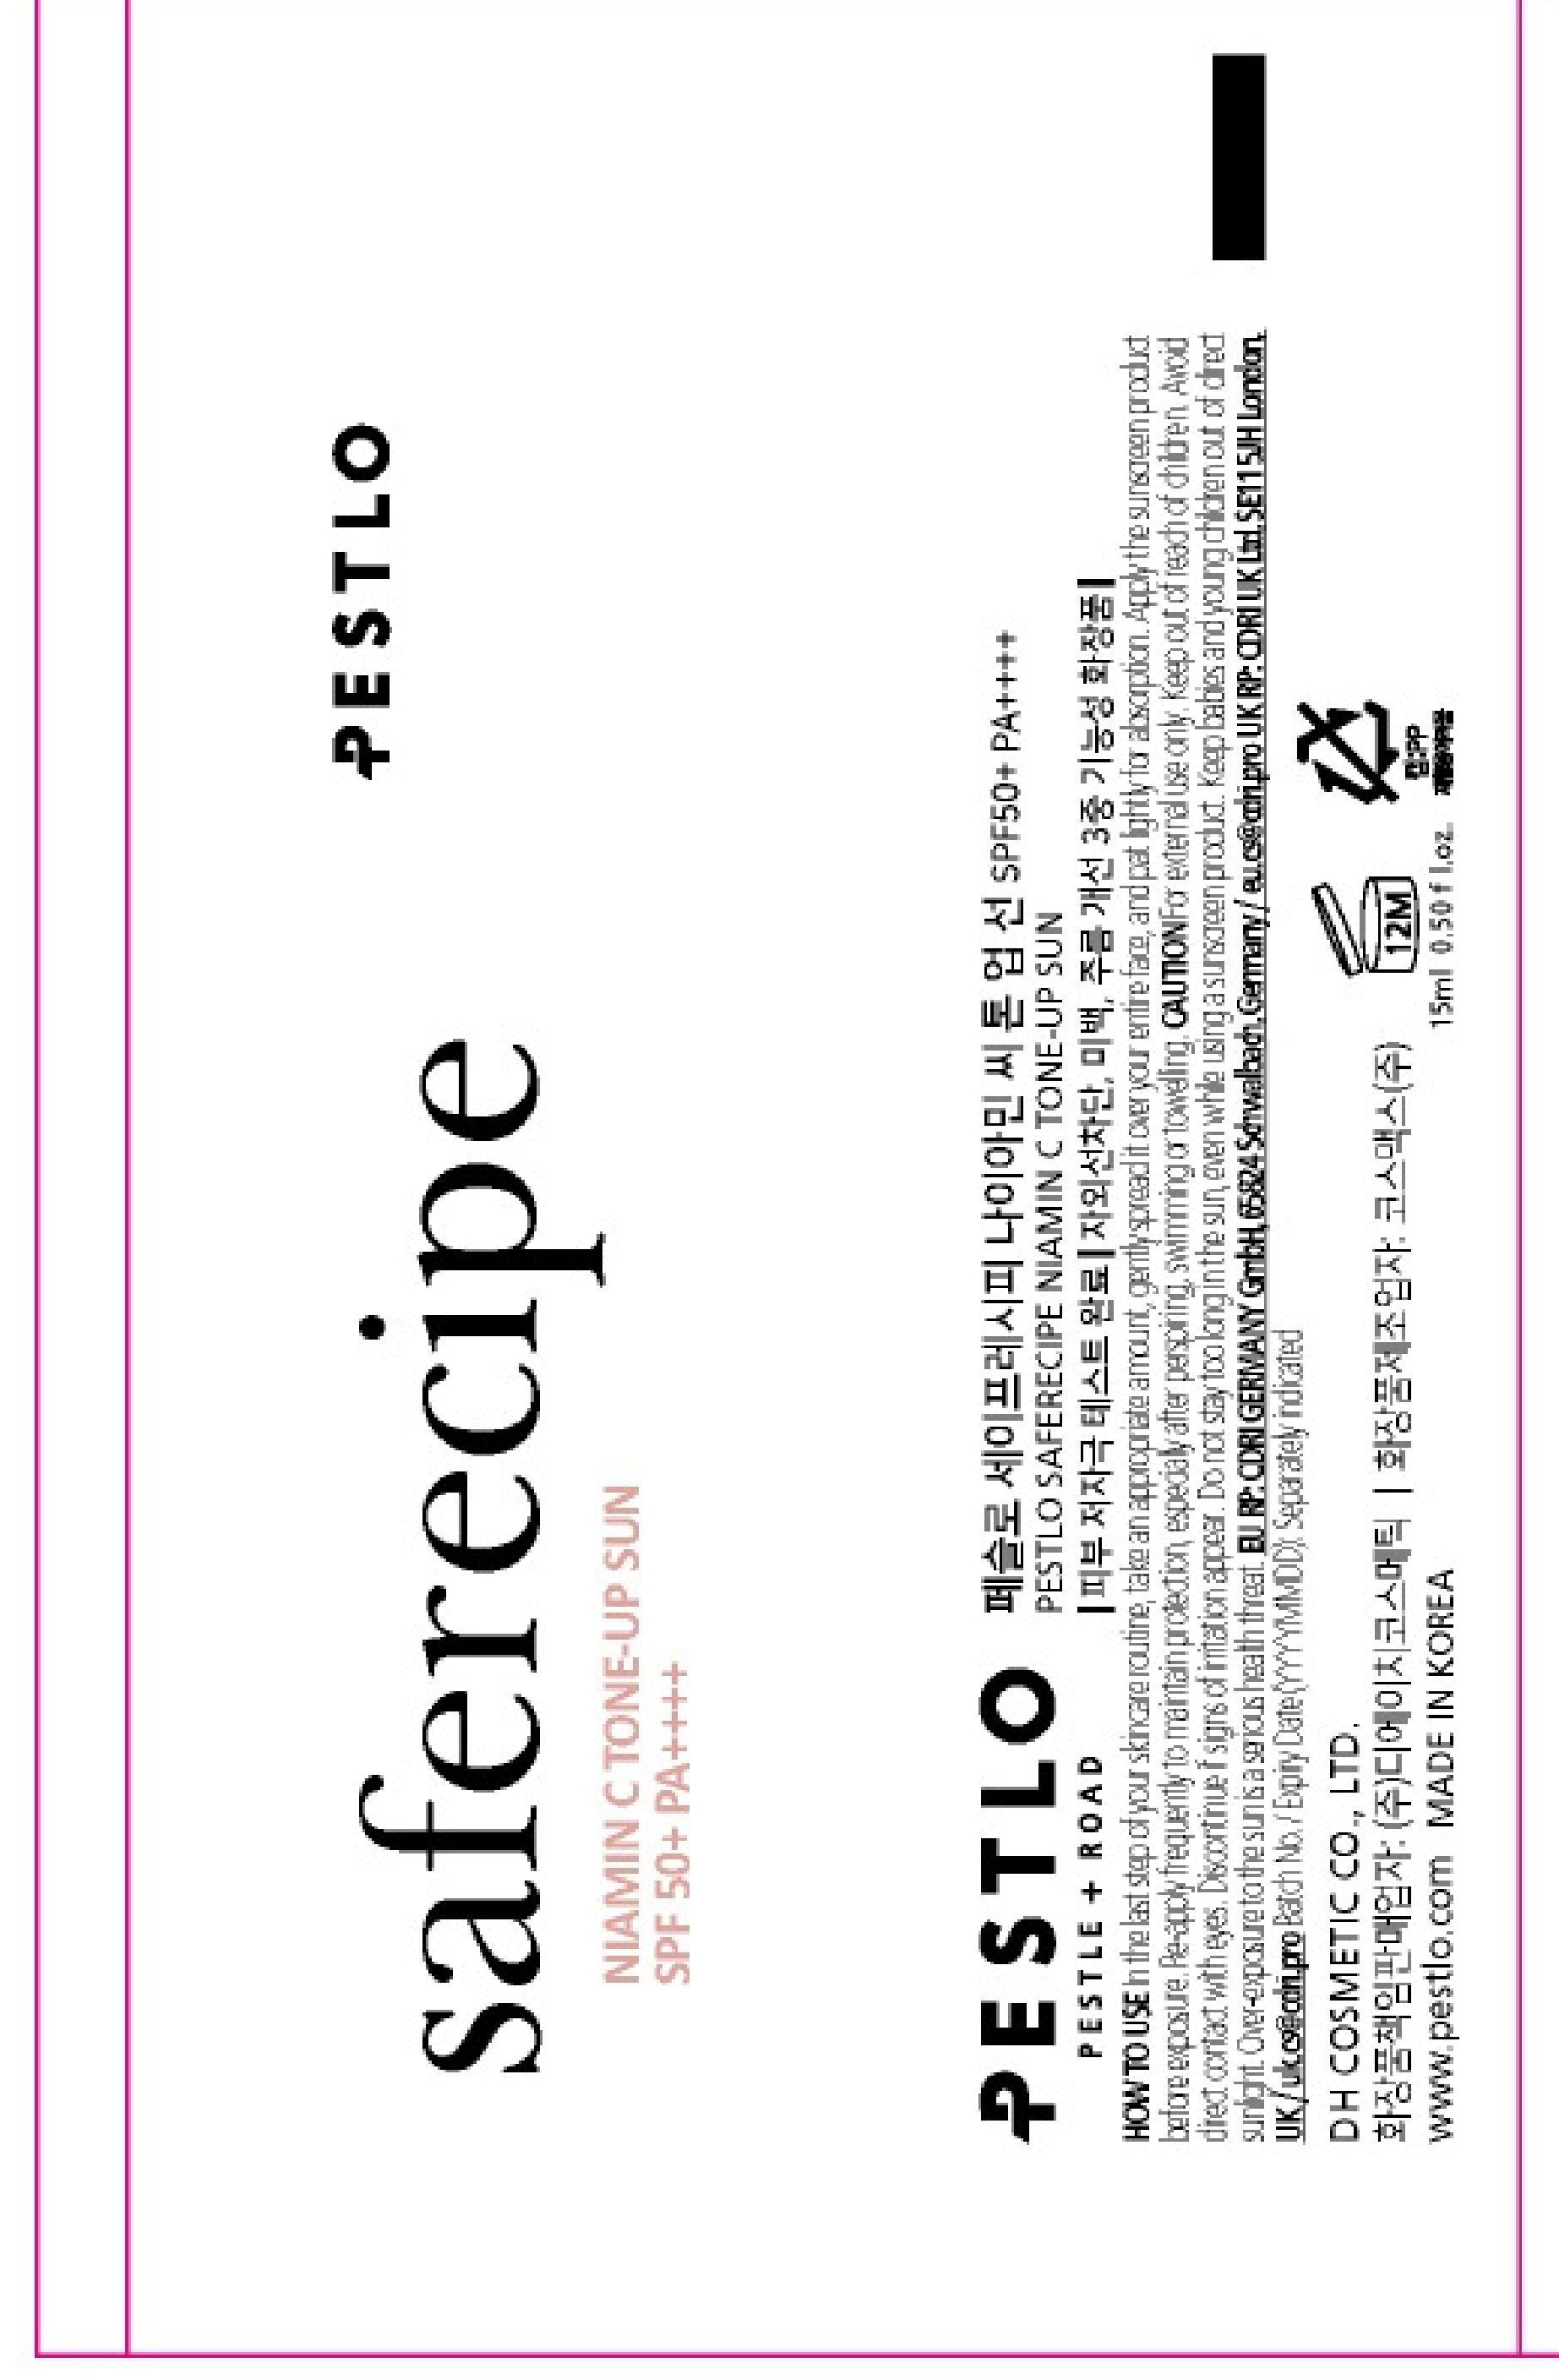 PESTLO
saferecipe
NIAMIN C TONE-UP SUN
SPF 50+ PA++++
PESTLO
PESTLE + ROAD
페슬로 세이프레시피 나이아민 씨 톤 업 선 SPF50+ PA++++
PESTLO SAFERECIPE NIAMIN C TONE-UP SUN
| 피부 저자극 테스트 완료 | 자외선차단, 미백, 주름 개선 3중 기능성 화장품 |
HOW TO USE In the last step of your skincare routine, take an appropriate amount, gently spread it over your entire face, and pat lightly for absorption. Apply the sunscreen product
before exposure. Re-apply frequently to maintain protection, especially after perspiring, swimming or towelling. CAUTION For external use only. Keep out of reach of children. Avoid
direct contact with eyes. Discontinue if signs of irritation appear. Do not stay too long in the sun, even while using a sunscreen product. Keep babies and young children out of direct
sunlight. Over-exposure to the sun is a serious health threat. EU RP: CDRI GERMANY GmbH, 65824 Schwalbach, Germany / eu.cs@cdri.pro UK RP: CDRI UK Ltd, SE11 5JH London,
UK / uk.cs@cdri.pro Batch No. / Expiry Date(YYYYMMDD): Separately indicated
DH COSMETIC CO., LTD.
화장품책임판매업자: (주)디에이치코스메틱 | 화장품제조업자: 코스맥스(주)
www.pestlo.com MADE IN KOREA
12M
15ml 0.50 fl.oz.
캡:PP